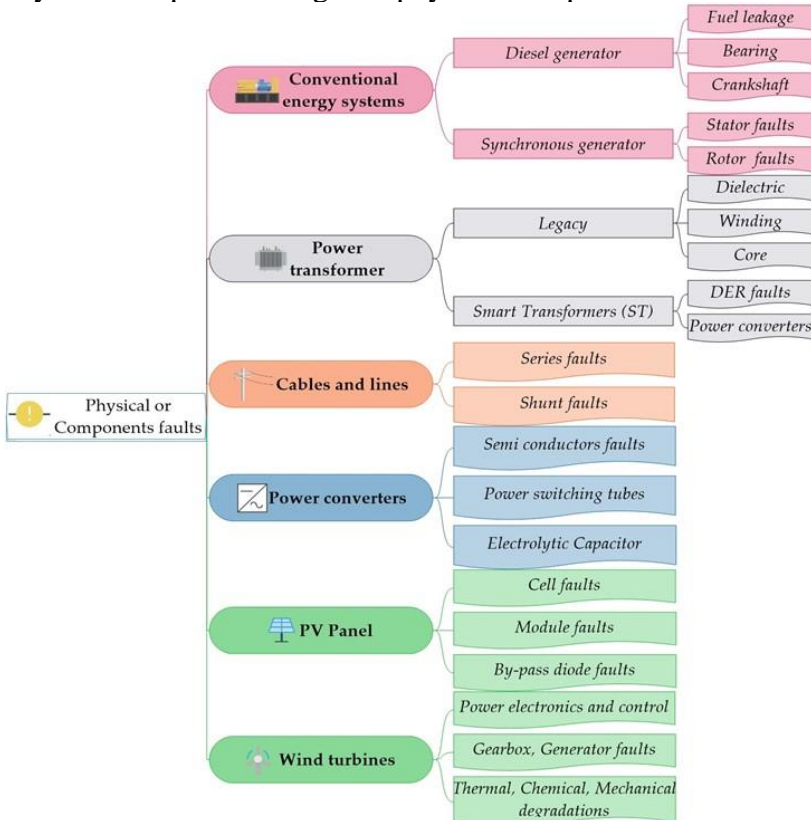 Physical or
Components faults
Conventional
energy systems
Diesel generator
Fuel leakage
Bearing
Crankshaft
Synchronous generator
Stator faults
Rotor faults
Power
transformer
Legacy
Dielectric
Winding
Core
Smart Transformers (ST)
DER faults
Power converters
Cables and lines
Series faults
Shunt faults
Power converters
Semi conductors faults
Power switching tubes
Electrolytic Capacitor
PV Panel
Cell faults
Module faults
By-pass diode faults
Wind turbines
Power electronics and control
Gearbox, Generator faults
Thermal, Chemical, Mechanical
degradations